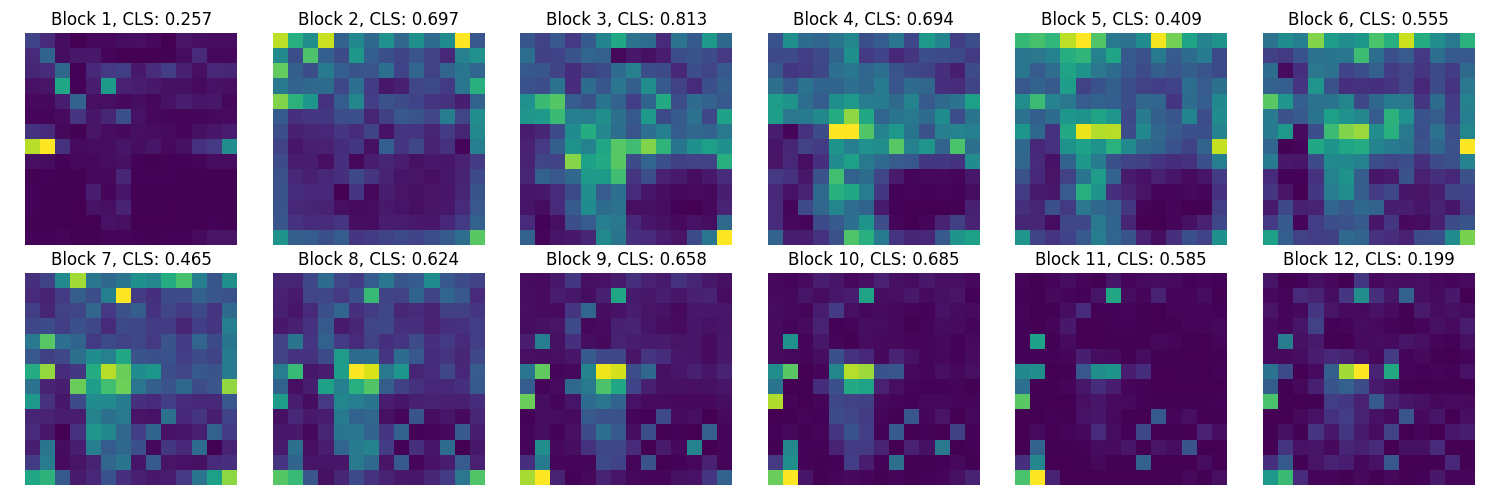 Block 1, CLS: 0.257
Block 2, CLS: 0.697
Block 3, CLS: 0.813
Block 4, CLS: 0.694
Block 5, CLS: 0.409
Block 6, CLS: 0.555
Block 7, CLS: 0.465
Block 8, CLS: 0.624
Block 9, CLS: 0.658
Block 10, CLS: 0.685
Block 11, CLS: 0.585
Block 12, CLS: 0.199